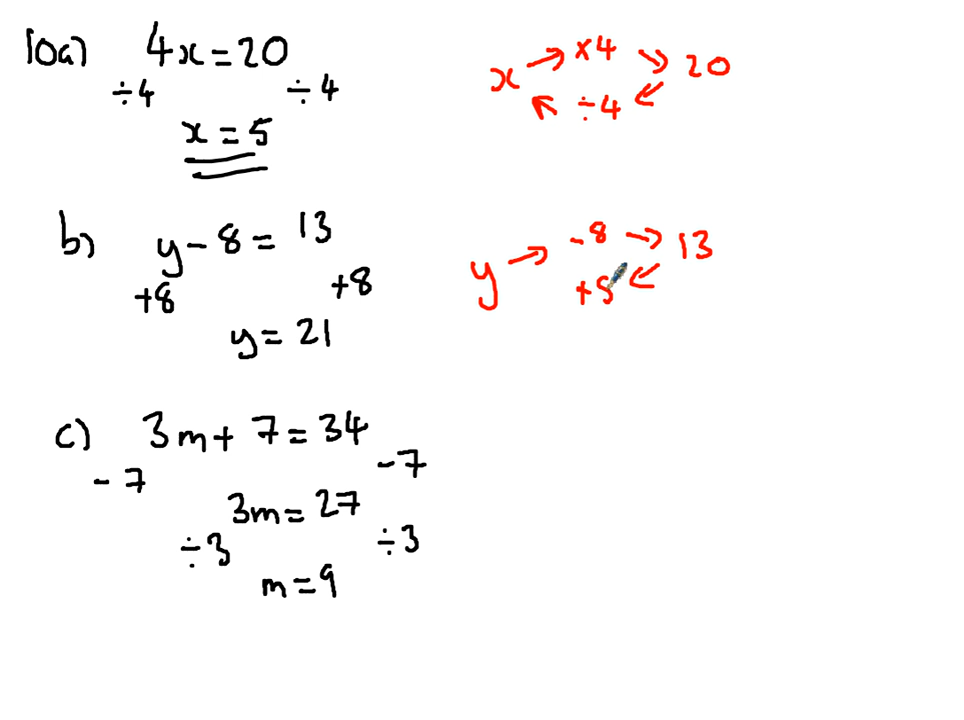 10a) 4x = 20
÷4 ÷4
x = 5
x → ×4 → 20
÷4
b) y - 8 = 13
+8 +8
y = 21
y → -8 → 13
c) 3m + 7 = 34
- 7 - 7
3m = 27
÷3 ÷3
m = 9